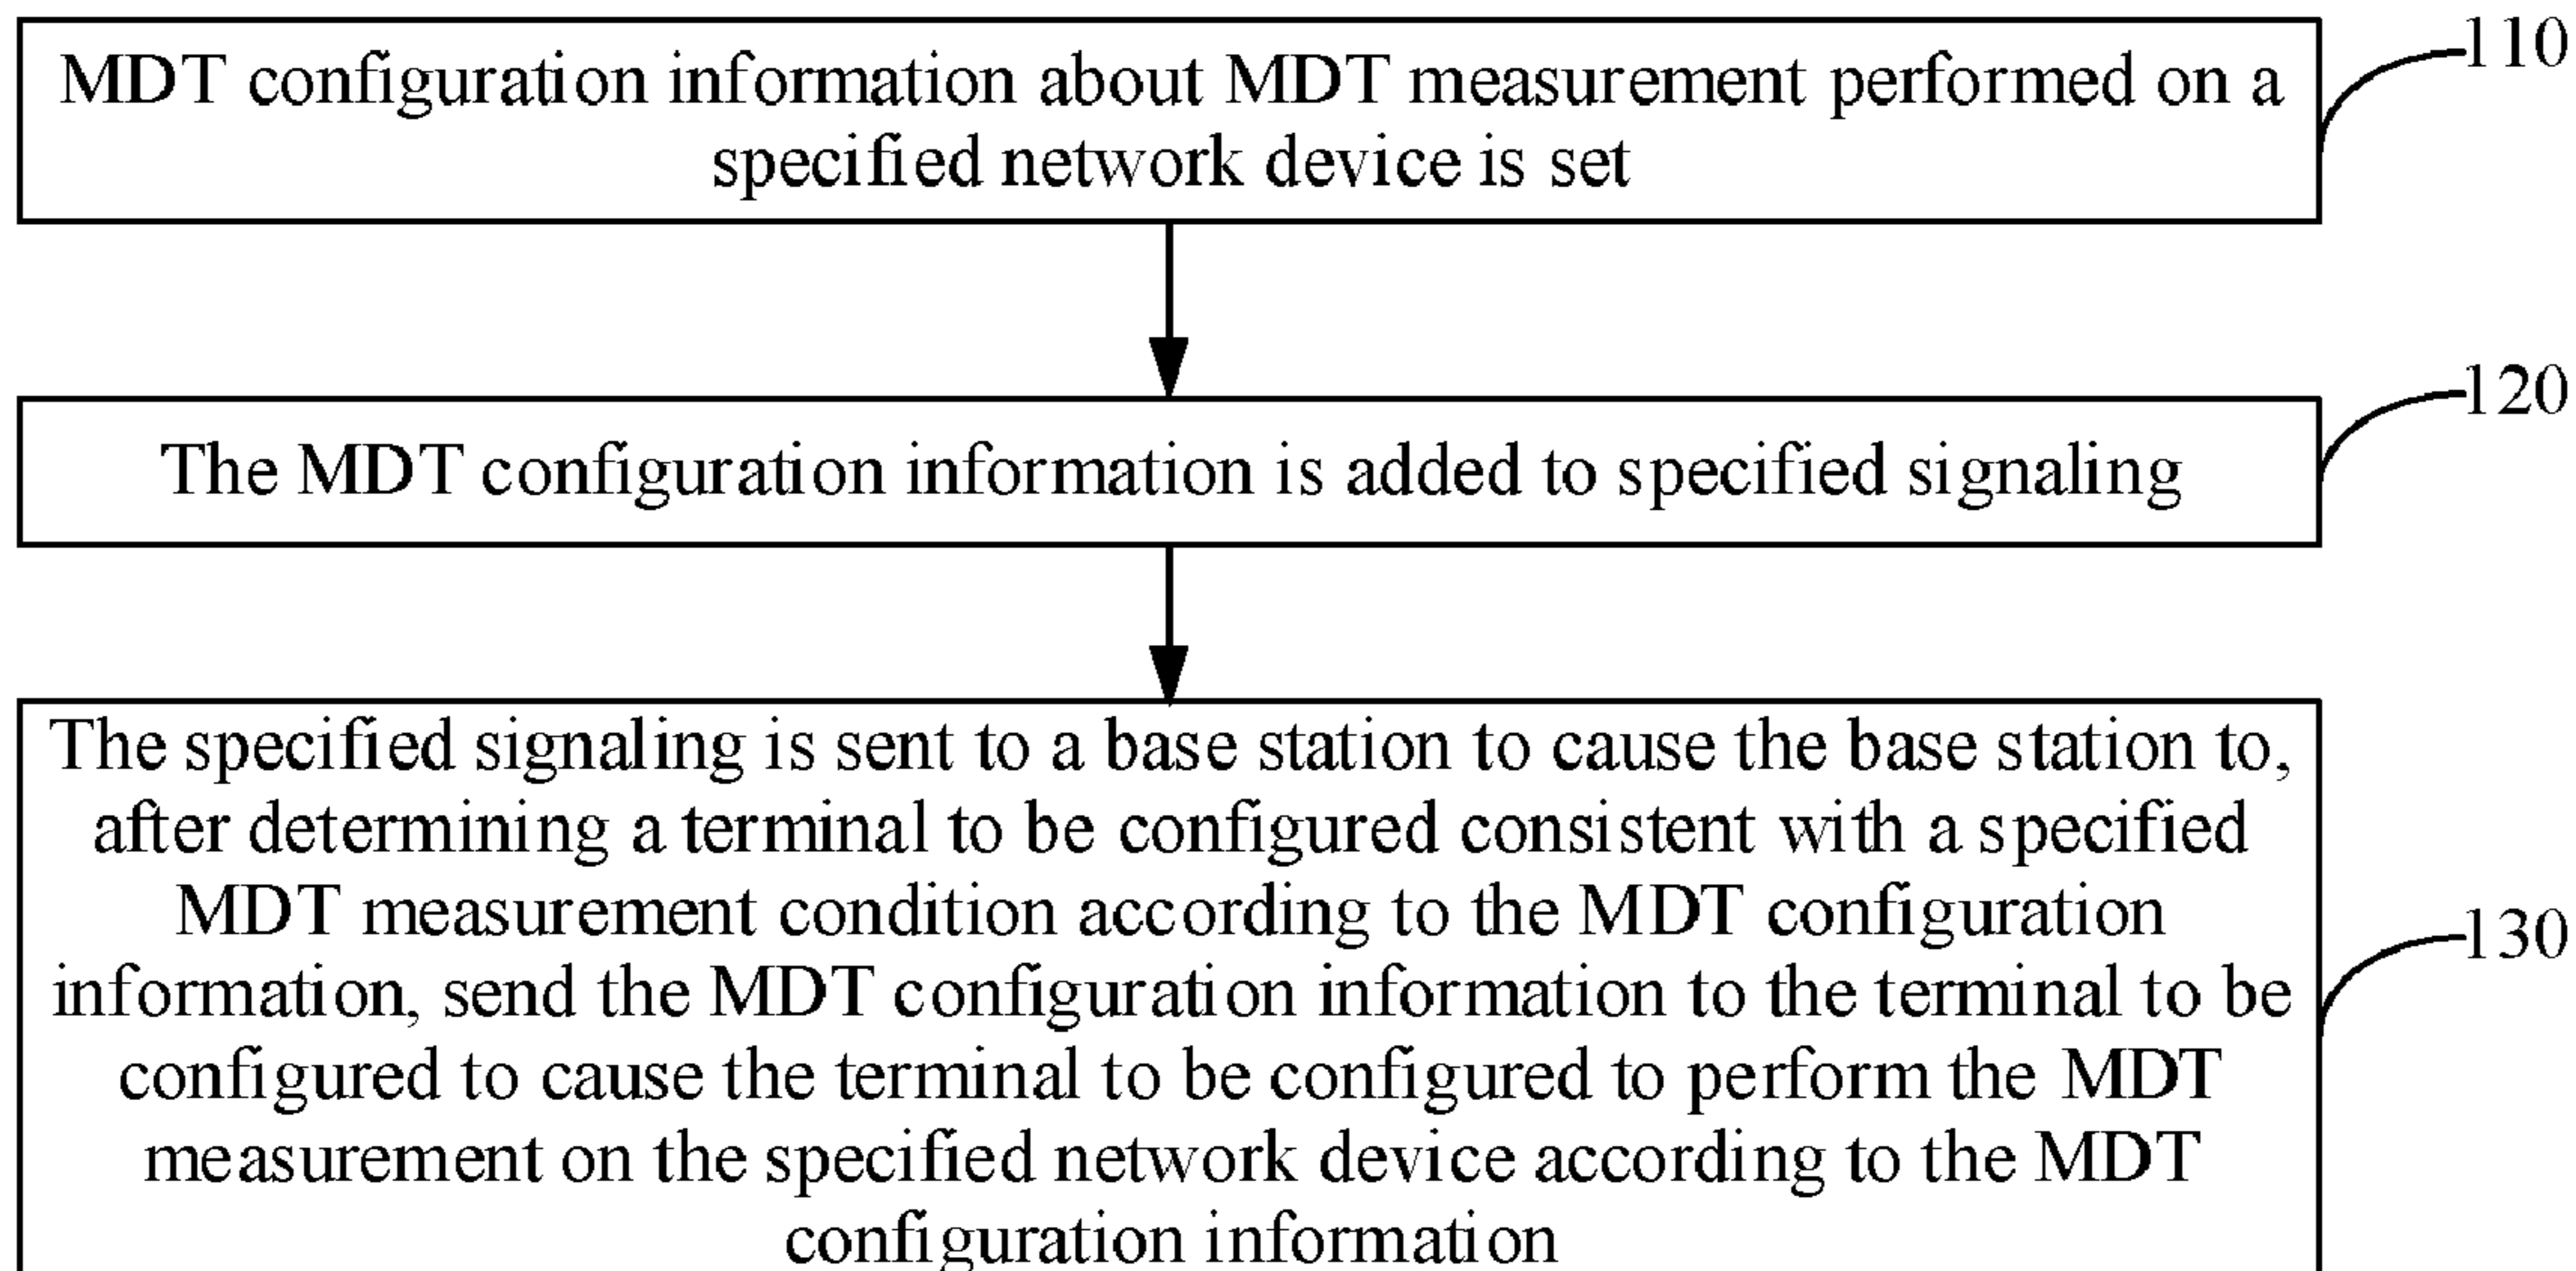 MDT configuration information about MDT measurement performed on a
specified network device is set
110
The MDT configuration information is added to specified signaling
120
The specified signaling is sent to a base station to cause the base station to,
after determining a terminal to be configured consistent with a specified
MDT measurement condition according to the MDT configuration
information, send the MDT configuration information to the terminal to be
configured to cause the terminal to be configured to perform the MDT
measurement on the specified network device according to the MDT
configuration information
130